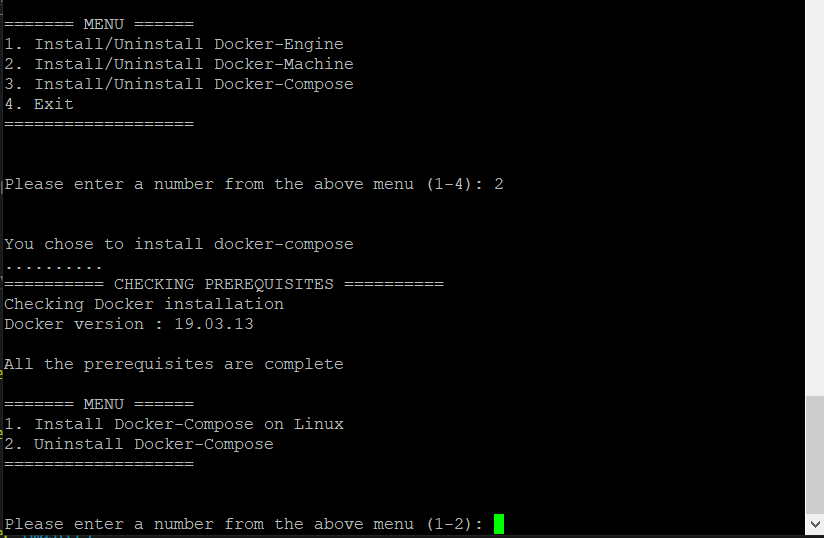 ======= MENU ======
1. Install/Uninstall Docker-Engine
2. Install/Uninstall Docker-Machine
3. Install/Uninstall Docker-Compose
4. Exit
===================
Please enter a number from the above menu (1-4): 2
You chose to install docker-compose
..........
========== CHECKING PREREQUISITES ==========
Checking Docker installation
Docker version : 19.03.13
All the prerequisites are complete
======= MENU ======
1. Install Docker-Compose on Linux
2. Uninstall Docker-Compose
===================
Please enter a number from the above menu (1-2):